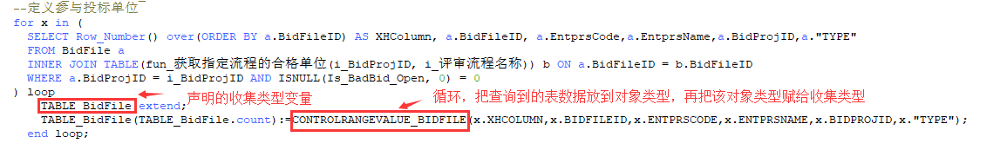 --定义参与投标单位
for x in (
SELECT Row_Number() over(ORDER BY a.BidFileID) AS XHColumn, a.BidFileID, a.EntprsCode,a.EntprsName,a.BidProjID,a."TYPE"
FROM BidFile a
INNER JOIN TABLE(fun_获取指定流程的合格单位(i_BidProjID, i_评审流程名称)) b ON a.BidFileID = b.BidFileID
WHERE a.BidProjID = i_BidProjID AND ISNULL(Is_BadBid_Open, 0) = 0
) loop
声明的收集类型变量
循环，把查询到的表数据放到对象类型，再把该对象类型赋给收集类型
TABLE_BidFile.extend;
TABLE_BidFile(TABLE_BidFile.count):=CONTROLRANGEVALUE_BIDFILE(x.XHCOLUMN,x.BIDFILEID,x.ENTPRSCODE,x.ENTPRSNAME,x.BIDPROJID,x."TYPE");
end loop;